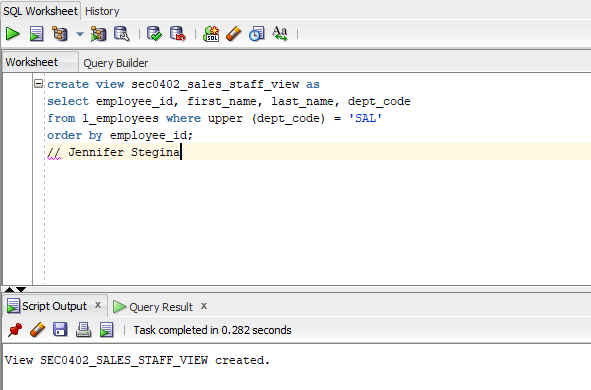 SQL Worksheet History
Aa
Worksheet Query Builder
create view sec0402_sales_staff_view as
select employee_id, first_name, last_name, dept_code
from l_employees where upper (dept_code) = 'SAL'
order by employee_id;
// Jennifer Stegina
Script Output x Query Result x
Task completed in 0.282 seconds
View SEC0402_SALES_STAFF_VIEW created.